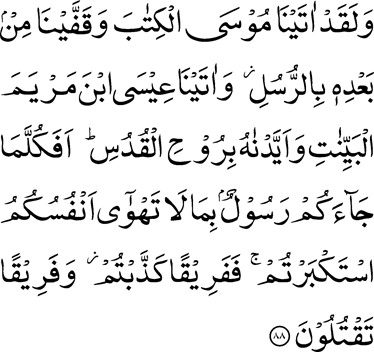 وَلَقَدْ اٰتَيْنَا مُوْسَى الْكِتٰبَ وَقَفَّيْنَا مِنْۢ
بَعْدِهٖ بِالرُّسُلِ ؗ وَاٰتَيْنَا عِيْسَى ابْنَ مَرْيَمَ
الْبَيِّنٰتِ وَاَيَّدْنٰهُ بِرُوْحِ الْقُدُسِ ؕ اَفَكُلَّمَا
جَآءَكُمْ رَسُوْلٌۢ بِمَا لَا تَهْوٰٓى اَنْفُسُكُمُ
اسْتَكْبَرْتُمْ ۚ فَفَرِيْقًا كَذَّبْتُمْ ؗ وَفَرِيْقًا
تَقْتُلُوْنَ ۝۸۸